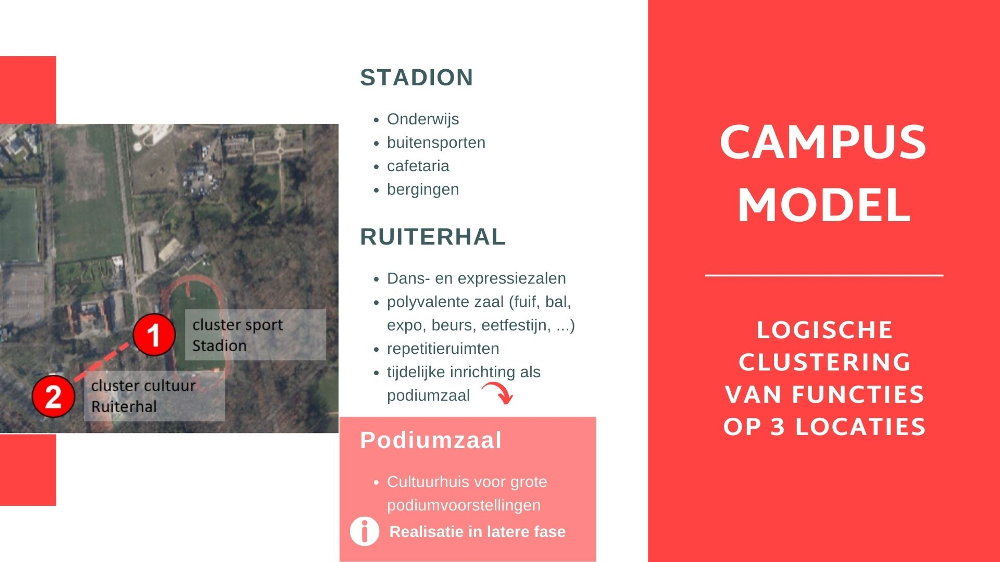 STADION
Onderwijs
buitensporten
cafetaria
bergingen
RUITERHAL
Dans- en expressiezalen
polyvalente zaal (fuif, bal,
expo, beurs, eetfestijn, ...)
repetitieruimten
tijdelijke inrichting als
podiumzaal
Podiumzaal
Cultuurhuis voor grote
podiumvoorstellingen
i
Realisatie in latere fase
1
cluster sport
Stadion
2
cluster cultuur
Ruiterhal
CAMPUS
MODEL
LOGISCHE
CLUSTERING
VAN FUNCTIES
OP 3 LOCATIES